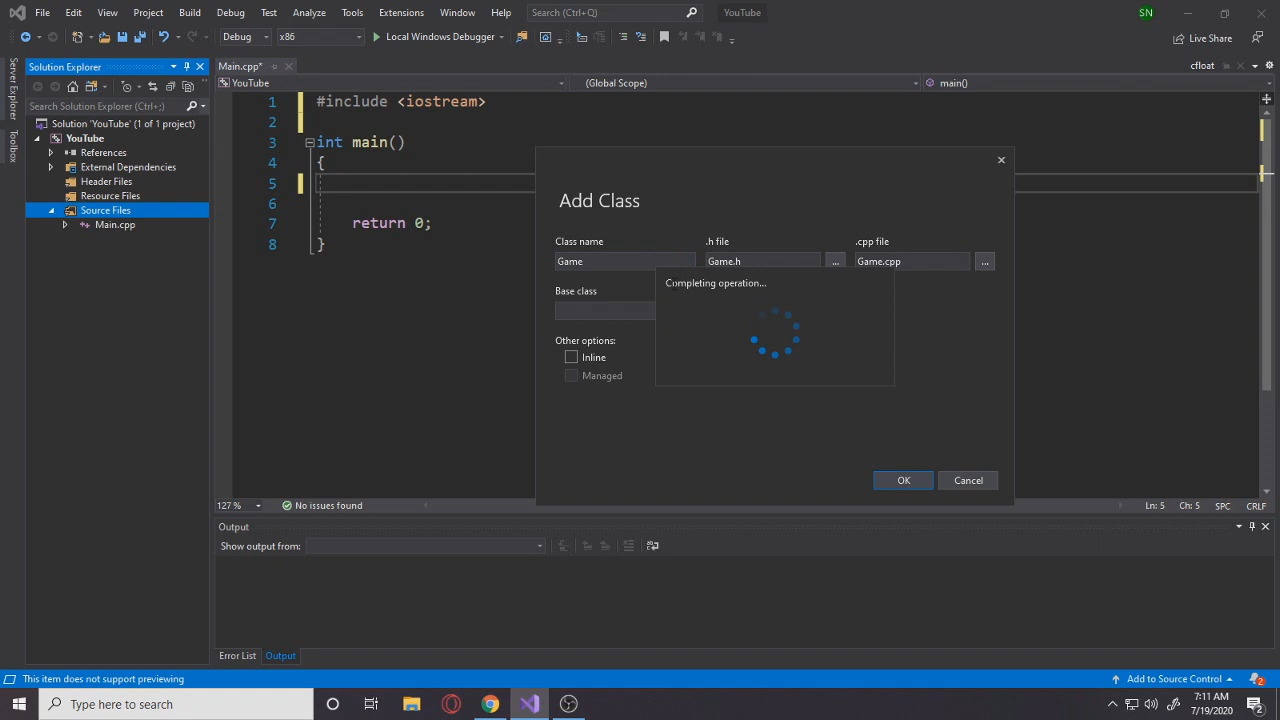 File Edit View Project Build Debug Test Analyze Tools Extensions Window Help Search (Ctrl+Q) YouTube SN
Debug x86 Local Windows Debugger Live Share
Server Explorer
Toolbox
Solution Explorer
Search Solution Explorer (Ctrl+;)
Solution 'YouTube' (1 of 1 project)
YouTube
References
External Dependencies
Header Files
Resource Files
Source Files
Main.cpp
Main.cpp* cfloat
YouTube (Global Scope) main()
1 #include <iostream>
2
3 int main()
4 {
5
6
7 return 0;
8 }
Add Class
Class name .h file .cpp file
Game Game.h ... Game.cpp ...
Base class
Completing operation...
Other options:
Inline
Managed
OK Cancel
127 % No issues found Ln: 5 Ch: 5 SPC CRLF
Output
Show output from:
Error List Output
This item does not support previewing Add to Source Control 2
Type here to search 7:11 AM
7/19/2020 2